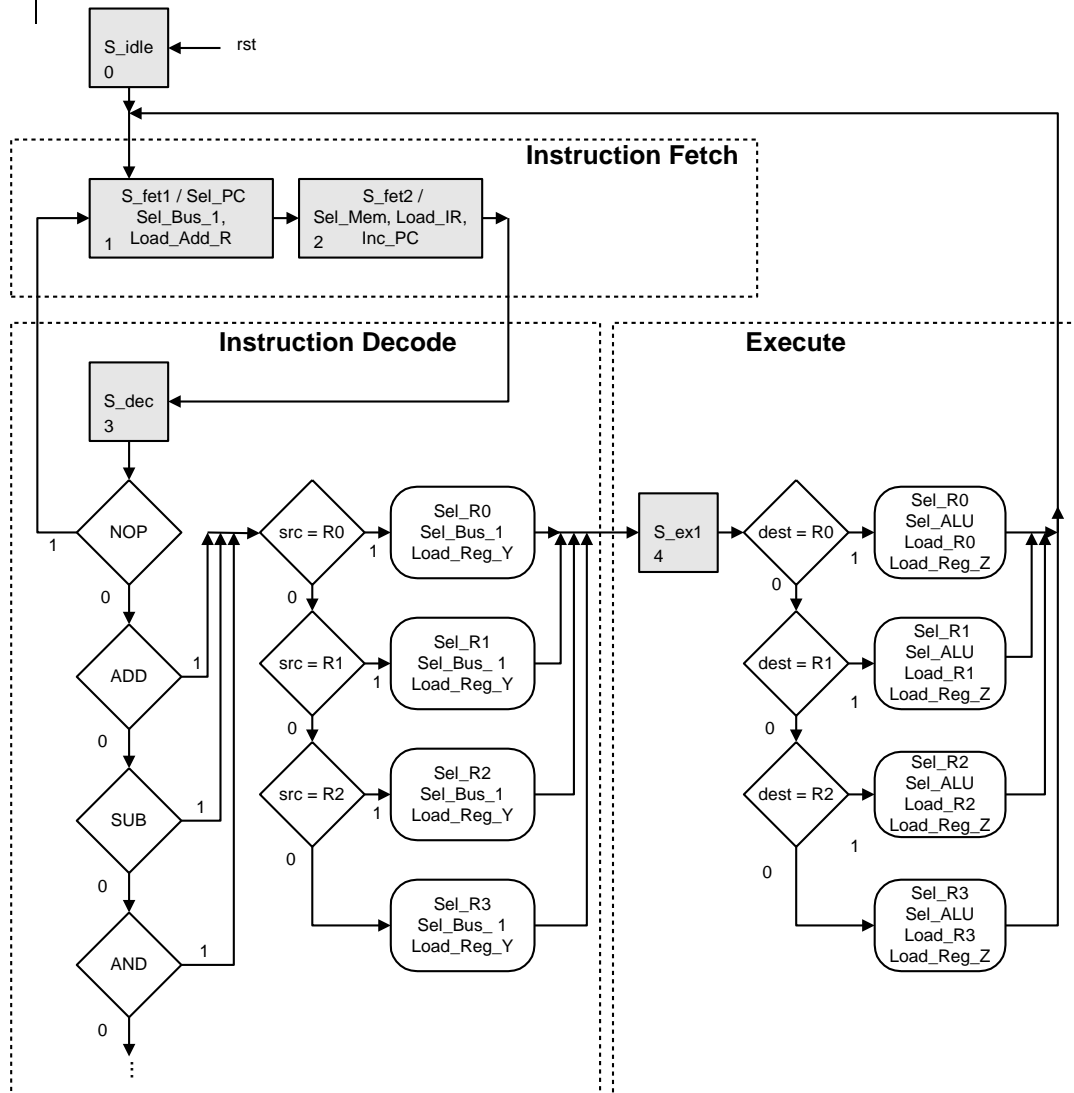 S_idle
0
rst
Instruction Fetch
S_fet1 / Sel_PC
Sel_Bus_1,
Load_Add_R
1
S_fet2 /
Sel_Mem, Load_IR,
Inc_PC
2
Instruction Decode
S_dec
3
NOP
1
0
ADD
1
0
SUB
1
0
AND
1
0
...
src = R0
1
0
Sel_R0
Sel_Bus_1
Load_Reg_Y
src = R1
1
0
Sel_R1
Sel_Bus_ 1
Load_Reg_Y
src = R2
1
0
Sel_R2
Sel_Bus_1
Load_Reg_Y
Sel_R3
Sel_Bus_ 1
Load_Reg_Y
Execute
S_ex1
4
dest = R0
1
0
Sel_R0
Sel_ALU
Load_R0
Load_Reg_Z
dest = R1
1
0
Sel_R1
Sel_ALU
Load_R1
Load_Reg_Z
dest = R2
1
0
Sel_R2
Sel_ALU
Load_R2
Load_Reg_Z
Sel_R3
Sel_ALU
Load_R3
Load_Reg_Z